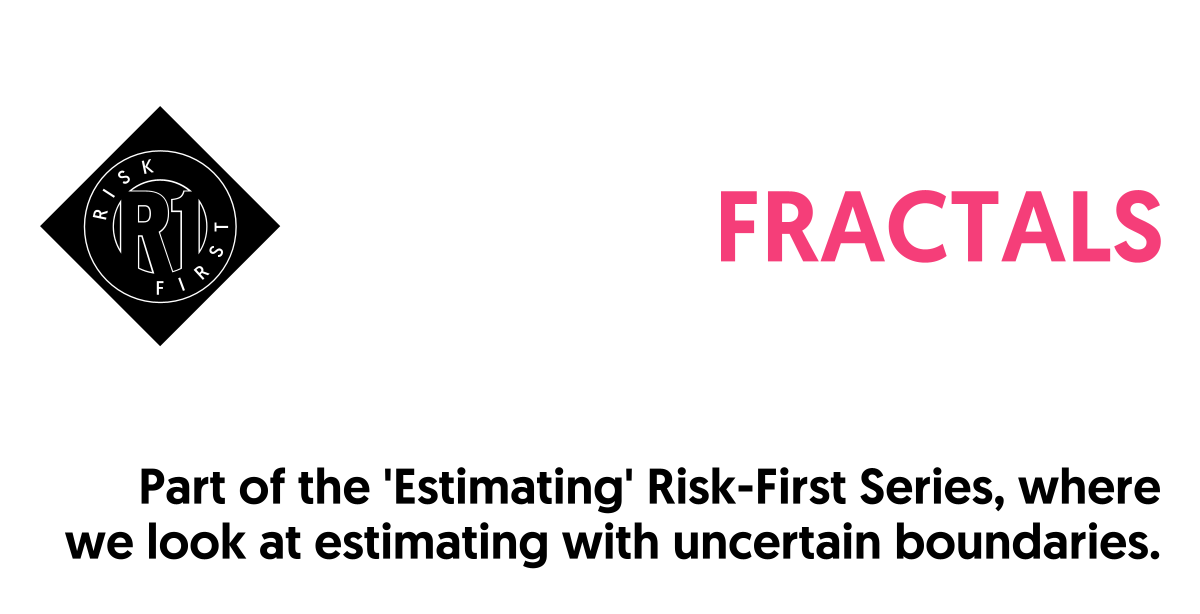 RISK
R1
FIRST
FRACTALS
Part of the 'Estimating' Risk-First Series, where
we look at estimating with uncertain boundaries.